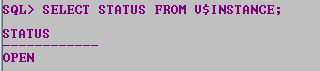 SQL> SELECT STATUS FROM V$INSTANCE;
STATUS
------------
OPEN